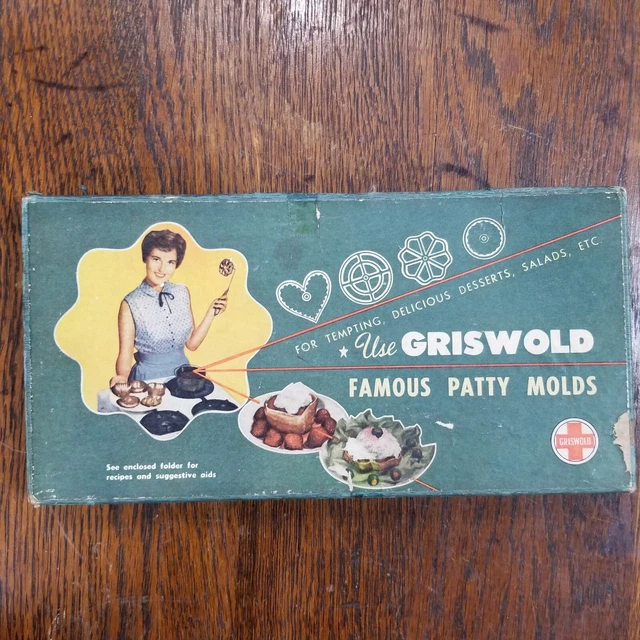 FOR TEMPTING, DELICIOUS DESSERTS, SALADS, ETC
Use GRISWOLD
FAMOUS PATTY MOLDS
GRISWOLD
See enclosed folder for
recipes and suggestive aids